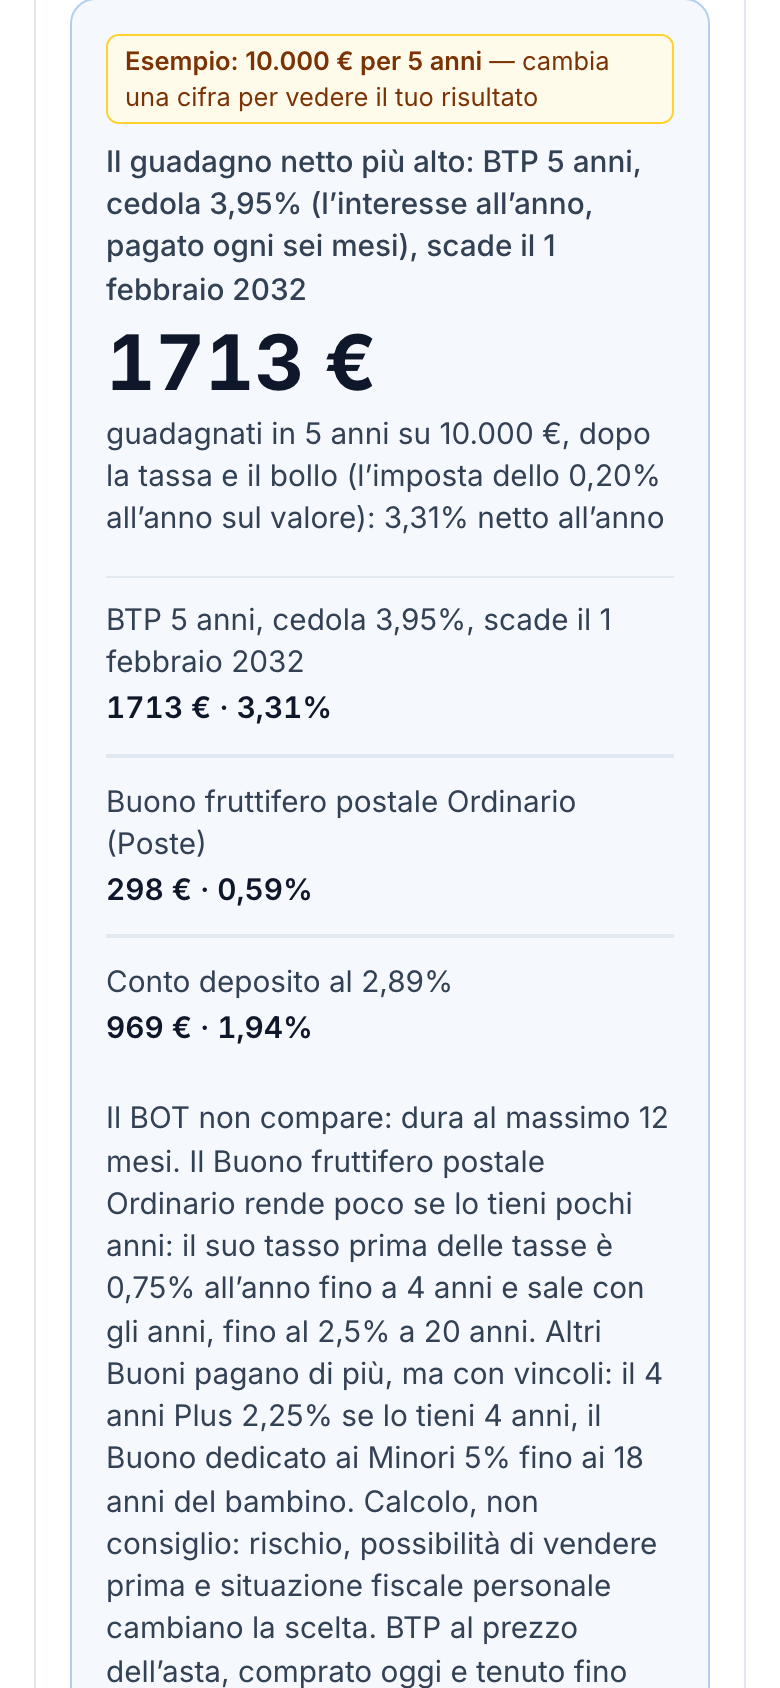 Esempio: 10.000 € per 5 anni — cambia
una cifra per vedere il tuo risultato
Il guadagno netto più alto: BTP 5 anni,
cedola 3,95% (l’interesse all’anno,
pagato ogni sei mesi), scade il 1
febbraio 2032
1713 €
guadagnati in 5 anni su 10.000 €, dopo
la tassa e il bollo (l’imposta dello 0,20%
all’anno sul valore): 3,31% netto all’anno
BTP 5 anni, cedola 3,95%, scade il 1
febbraio 2032
1713 € · 3,31%
Buono fruttifero postale Ordinario
(Poste)
298 € · 0,59%
Conto deposito al 2,89%
969 € · 1,94%
Il BOT non compare: dura al massimo 12
mesi. Il Buono fruttifero postale
Ordinario rende poco se lo tieni pochi
anni: il suo tasso prima delle tasse è
0,75% all’anno fino a 4 anni e sale con
gli anni, fino al 2,5% a 20 anni. Altri
Buoni pagano di più, ma con vincoli: il 4
anni Plus 2,25% se lo tieni 4 anni, il
Buono dedicato ai Minori 5% fino ai 18
anni del bambino. Calcolo, non
consiglio: rischio, possibilità di vendere
prima e situazione fiscale personale
cambiano la scelta. BTP al prezzo
dell’asta, comprato oggi e tenuto fino